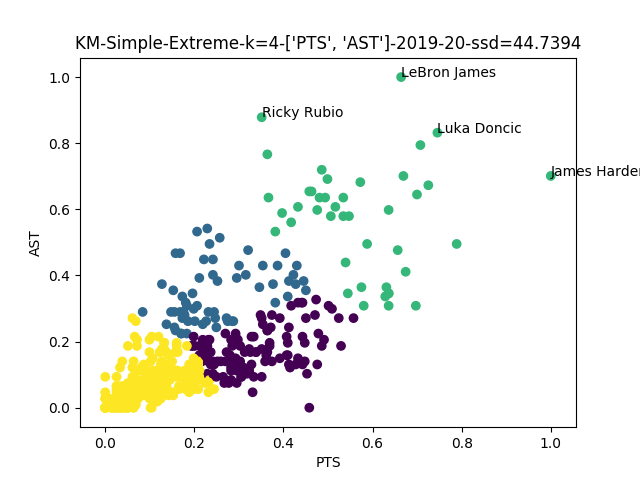 KM-Simple-Extreme-k=4-['PTS', 'AST']-2019-20-ssd=44.7394
LeBron James
Ricky Rubio
Luka Doncic
James Harden
1.0
0.8
0.6
0.4
0.2
0.0
AST
0.0 0.2 0.4 0.6 0.8 1.0
PTS